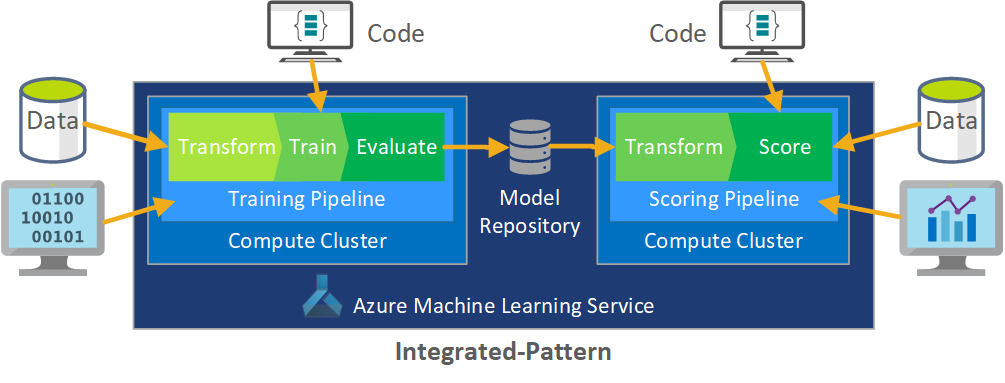 Code
Code
Data
Data
Transform
Train
Evaluate
Transform
Score
01100
10010
00101
Training Pipeline
Model
Repository
Scoring Pipeline
Compute Cluster
Compute Cluster
Azure Machine Learning Service
Integrated-Pattern